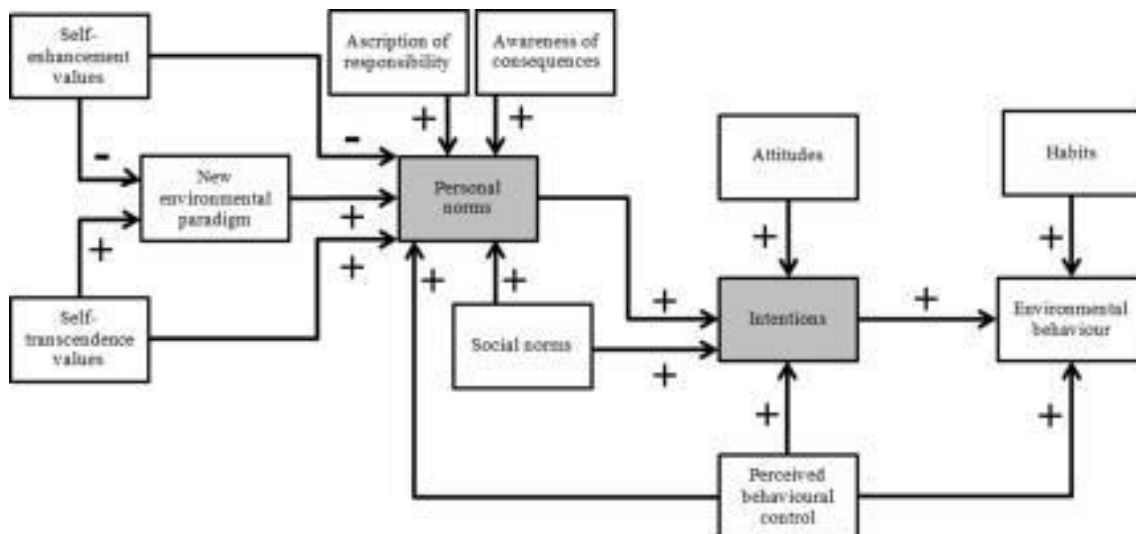 Self-
enhancement
values
Ascription of
responsibility
Awareness of
consequences
+
+
-
-
New
environmental
paradigm
+
+
+
Personal
norms
Attitudes
Habits
+
+
+
+
Self-
transcendence
values
Social norms
+
+
Intentions
+
Environmental
behaviour
+
+
Perceived
behavioural
control